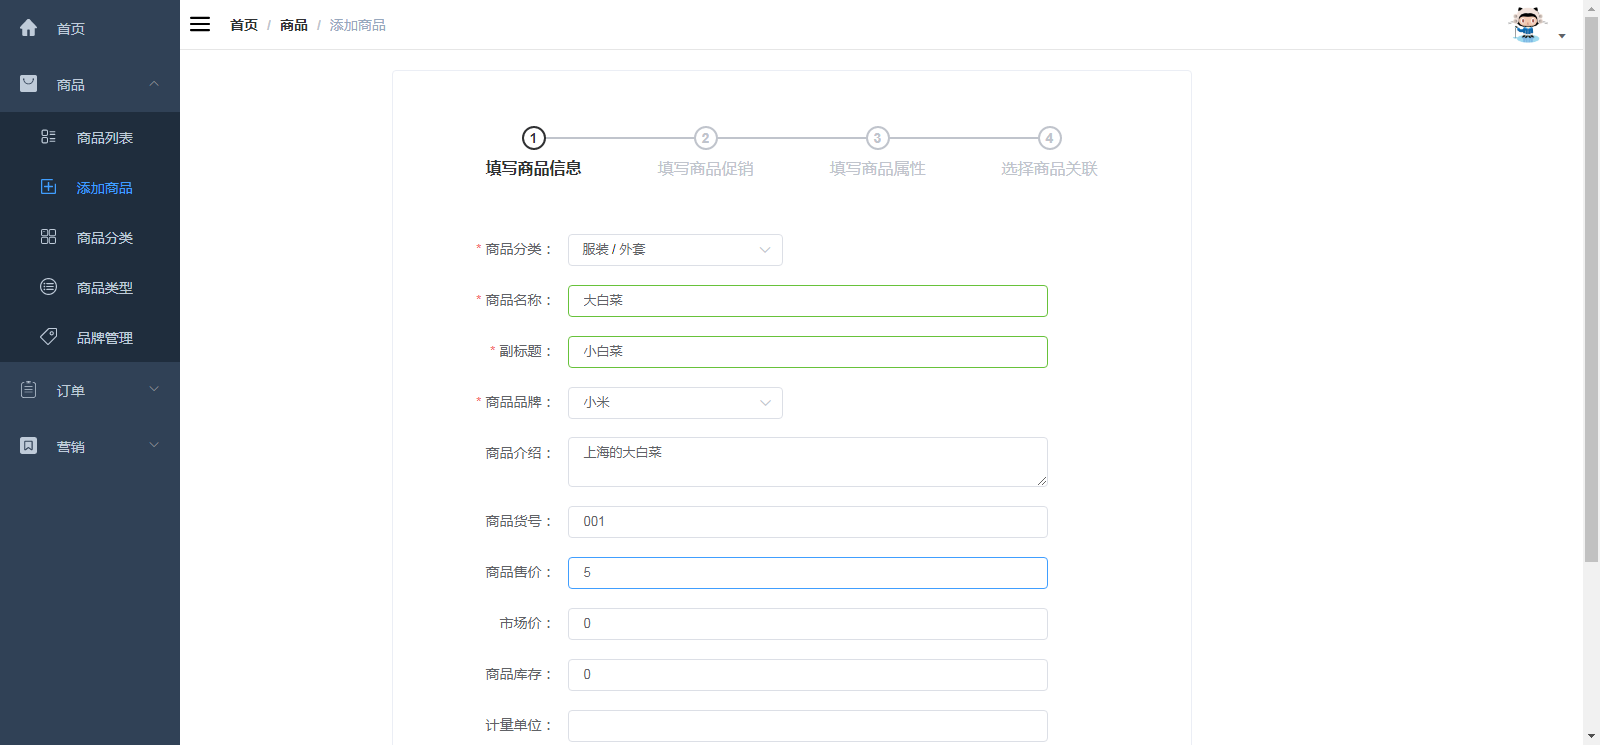 首页
商品
商品列表
添加商品
商品分类
商品类型
品牌管理
订单
营销
首页 / 商品 / 添加商品
1 2 3 4
填写商品信息 填写商品促销 填写商品属性 选择商品关联
* 商品分类： 服装 / 外套
* 商品名称： 大白菜
* 副标题： 小白菜
* 商品品牌： 小米
商品介绍： 上海的大白菜
商品货号： 001
商品售价： 5
市场价： 0
商品库存： 0
计量单位：